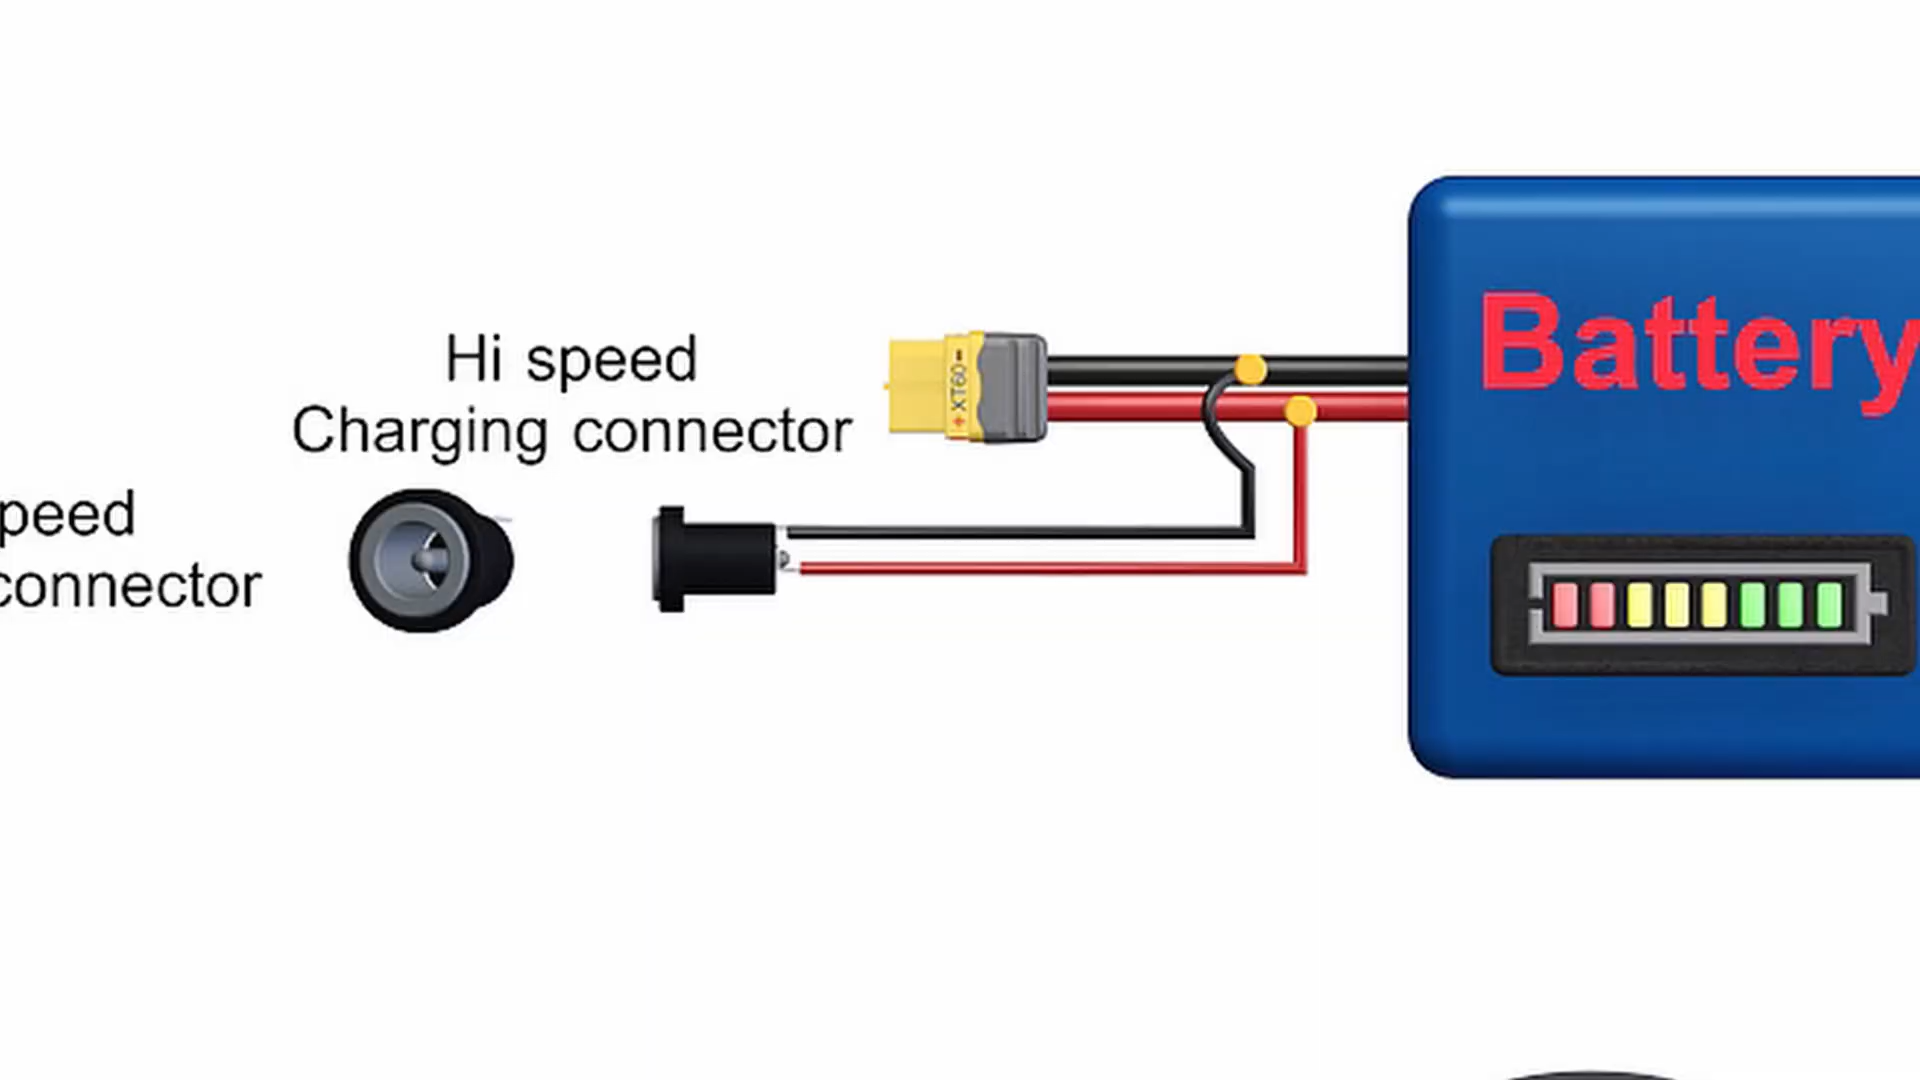 Hi speed
Charging connector
XT60
Battery
peed
connector